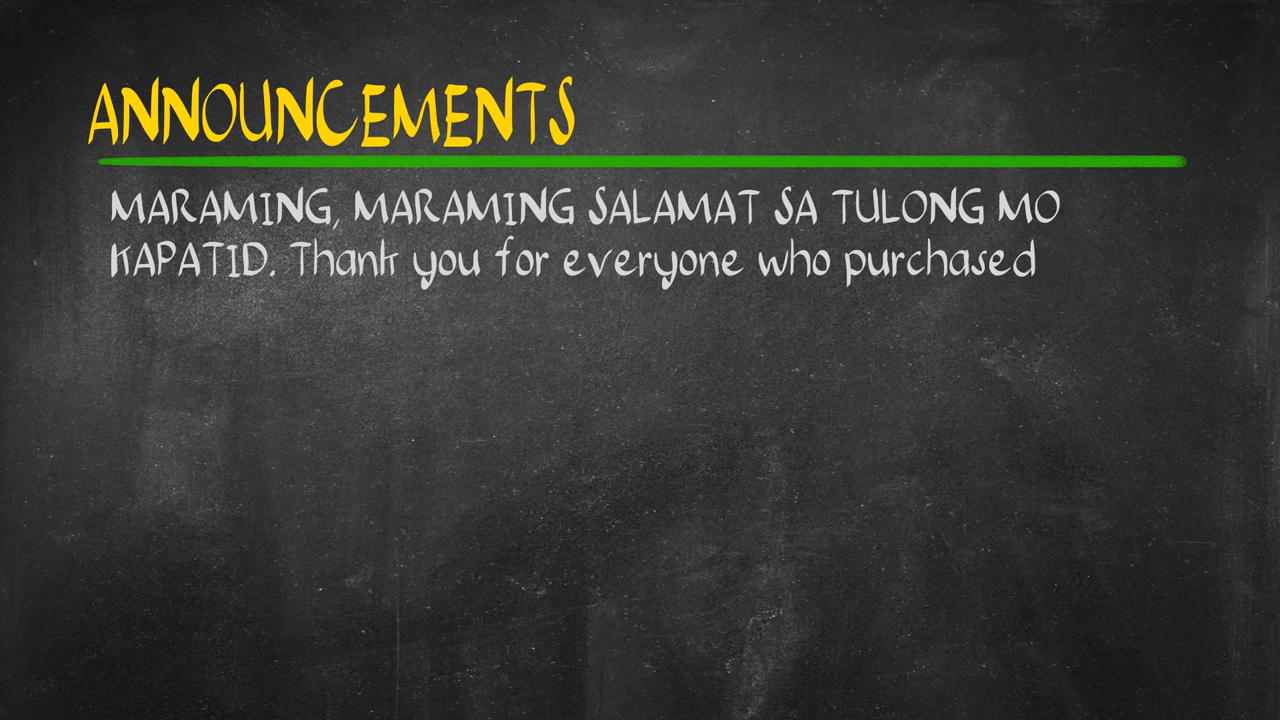 ANNOUNCEMENTS
MARAMING, MARAMING SALAMAT SA TULONG MO
KAPATID. Thank you for everyone who purchased